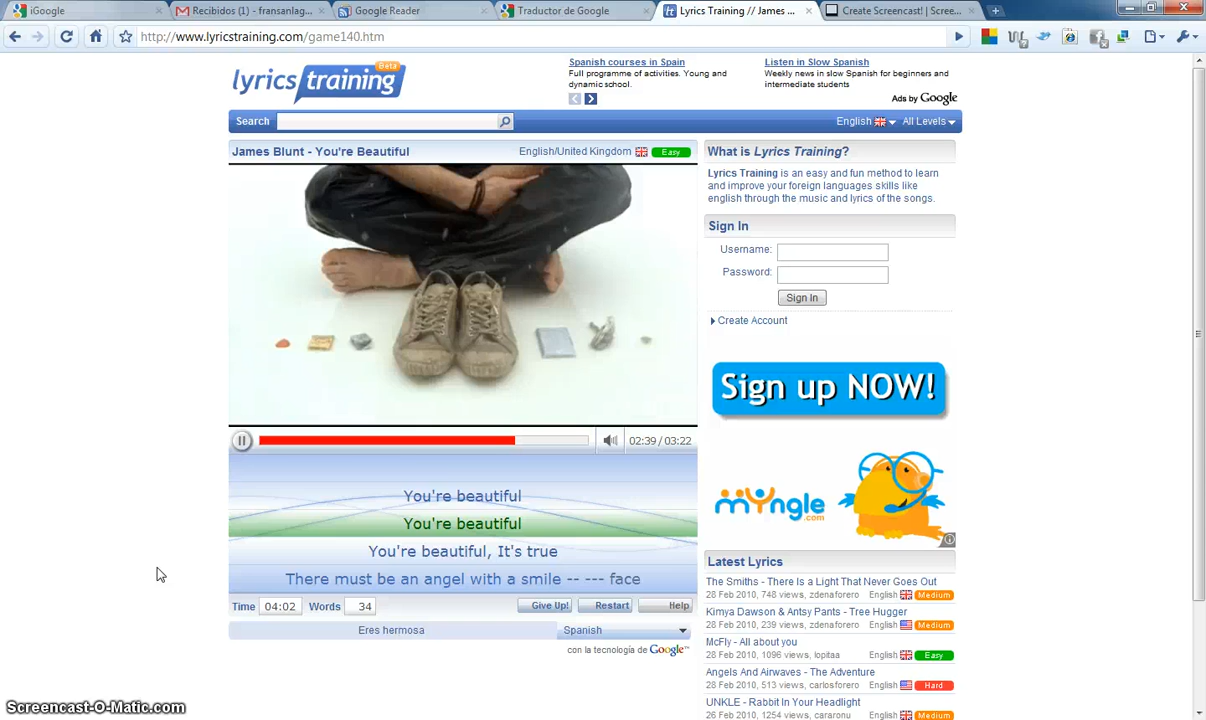 iGoogle
Recibidos (1) - fransanlag...
Google Reader
Traductor de Google
Lyrics Training // James ...
Create Screencast! | Scree...
http://www.lyricstraining.com/game140.htm
lyrics training Beta
Spanish courses in Spain
Full programme of activities. Young and
dynamic school.
Listen in Slow Spanish
Weekly news in slow Spanish for beginners and
intermediate students
Ads by Google
Search
English
All Levels
James Blunt - You're Beautiful
English/United Kingdom
Easy
02:39 / 03:22
You're beautiful
You're beautiful
You're beautiful, It's true
There must be an angel with a smile -- --- face
Time 04:02 Words 34 Give Up! Restart Help
Eres hermosa
Spanish
con la tecnología de Google™
What is Lyrics Training?
Lyrics Training is an easy and fun method to learn
and improve your foreign languages skills like
english through the music and lyrics of the songs.
Sign In
Username:
Password:
Sign In
Create Account
Sign up NOW!
myngle.com
Latest Lyrics
The Smiths - There Is a Light That Never Goes Out
28 Feb 2010, 748 views, zdenaforero English Medium
Kimya Dawson & Antsy Pants - Tree Hugger
28 Feb 2010, 239 views, zdenaforero English Medium
McFly - All about you
28 Feb 2010, 1096 views, lopitaa English Easy
Angels And Airwaves - The Adventure
28 Feb 2010, 513 views, carlosforero English Hard
UNKLE - Rabbit In Your Headlight
26 Feb 2010, 1254 views, cararonu English Medium
Screencast-O-Matic.com